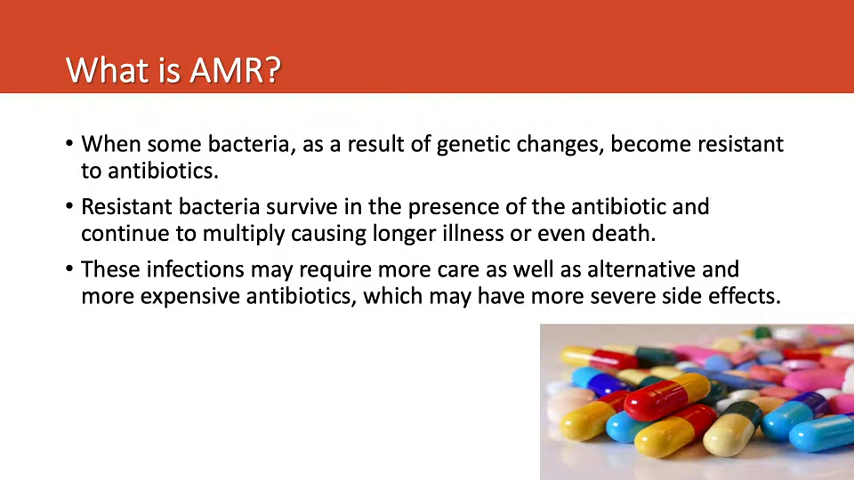 What is AMR?
• When some bacteria, as a result of genetic changes, become resistant
to antibiotics.
• Resistant bacteria survive in the presence of the antibiotic and
continue to multiply causing longer illness or even death.
• These infections may require more care as well as alternative and
more expensive antibiotics, which may have more severe side effects.